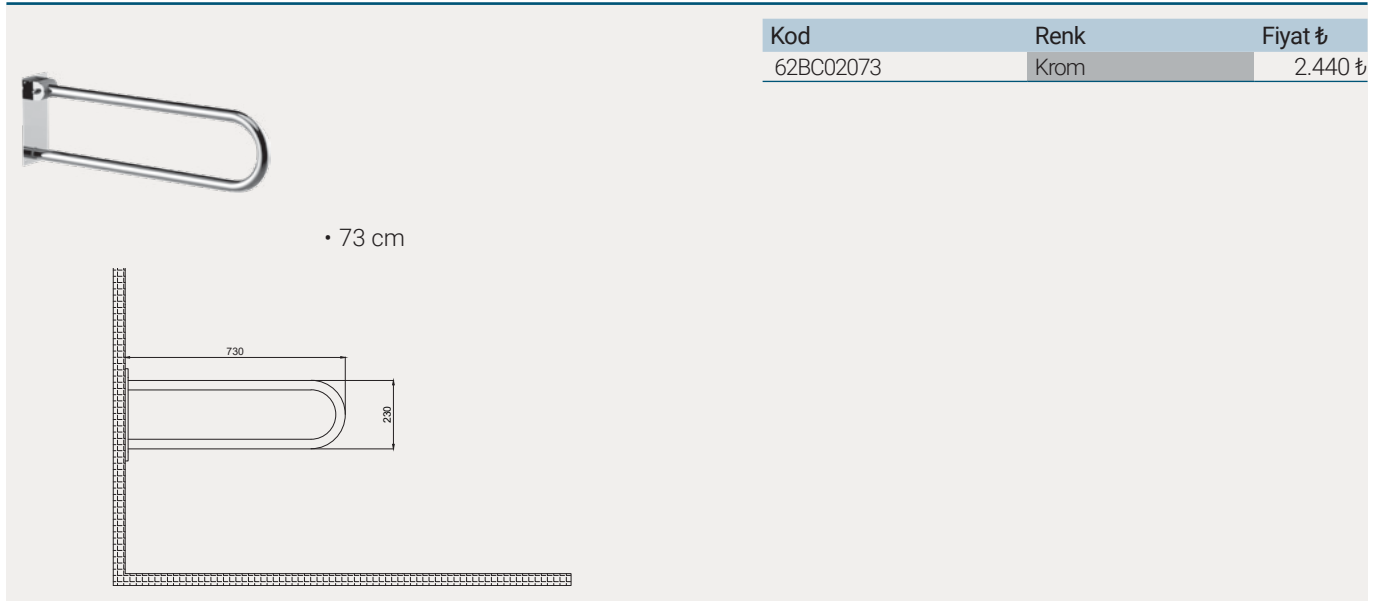 Kod Renk Fiyat ₺
62BC02073 Krom 2.440 ₺
• 73 cm
730
230